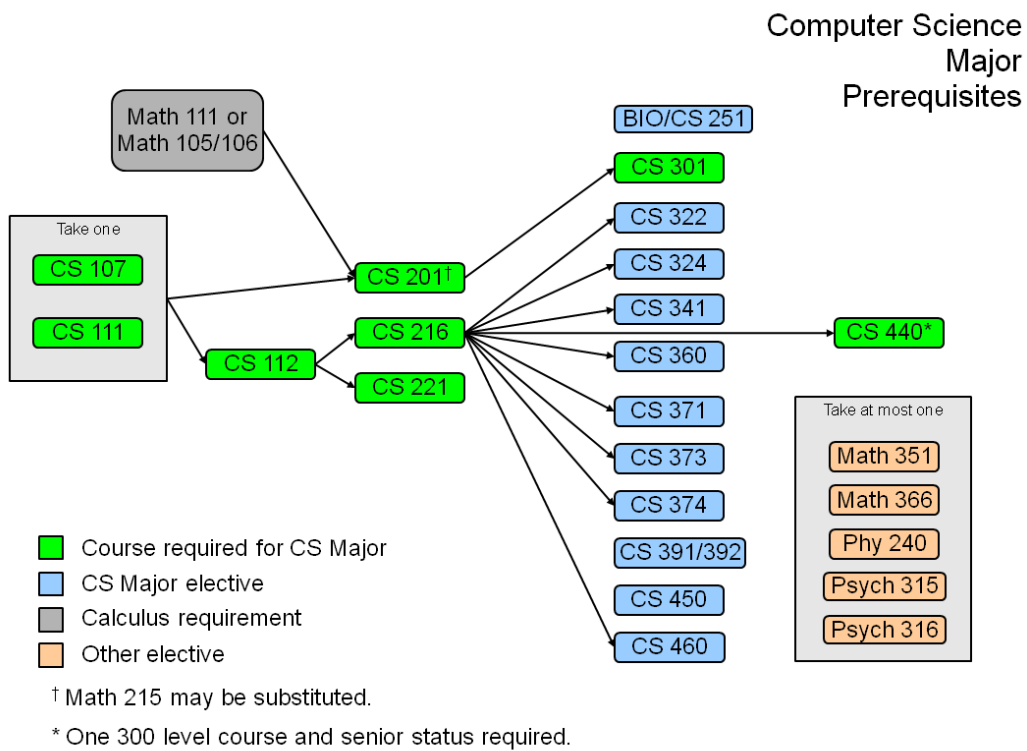 Computer Science
Major
Prerequisites
Math 111 or
Math 105/106
Take one
CS 107
CS 111
CS 112
CS 201†
CS 216
CS 221
BIO/CS 251
CS 301
CS 322
CS 324
CS 341
CS 360
CS 371
CS 373
CS 374
CS 391/392
CS 450
CS 460
CS 440*
Take at most one
Math 351
Math 366
Phy 240
Psych 315
Psych 316
Course required for CS Major
CS Major elective
Calculus requirement
Other elective
† Math 215 may be substituted.
* One 300 level course and senior status required.